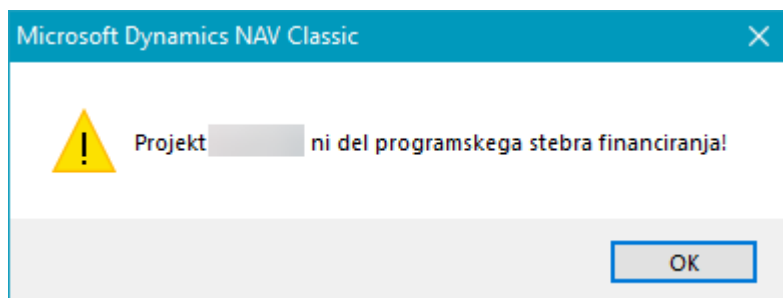 Microsoft Dynamics NAV Classic
Projekt ni del programskega stebra financiranja!
OK